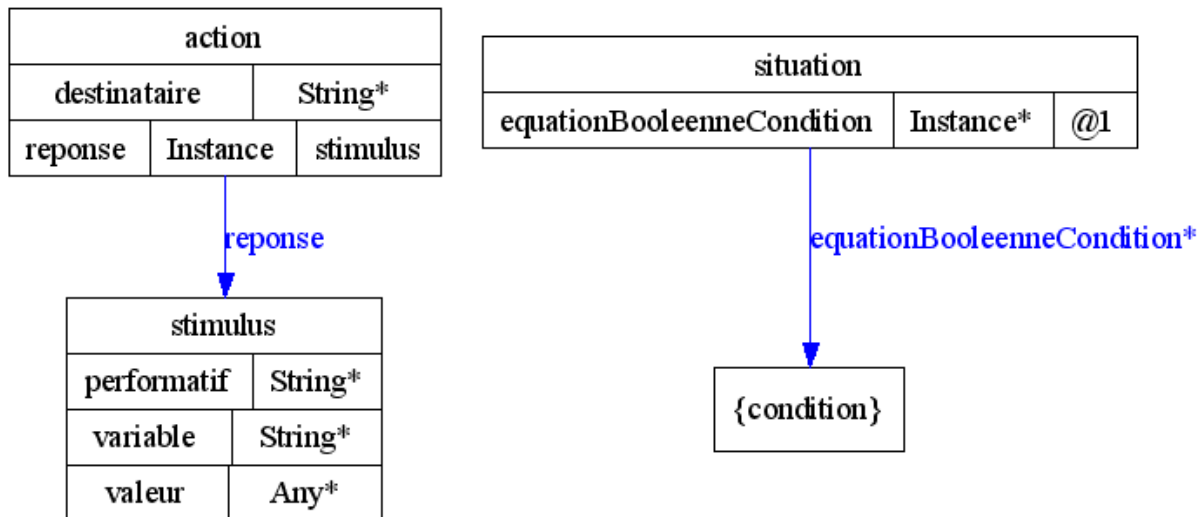 action
destinataire String*
reponse Instance stimulus
reponse
stimulus
performatif String*
variable String*
valeur Any*
situation
equationBooleenneCondition Instance* @1
equationBooleenneCondition*
{condition}